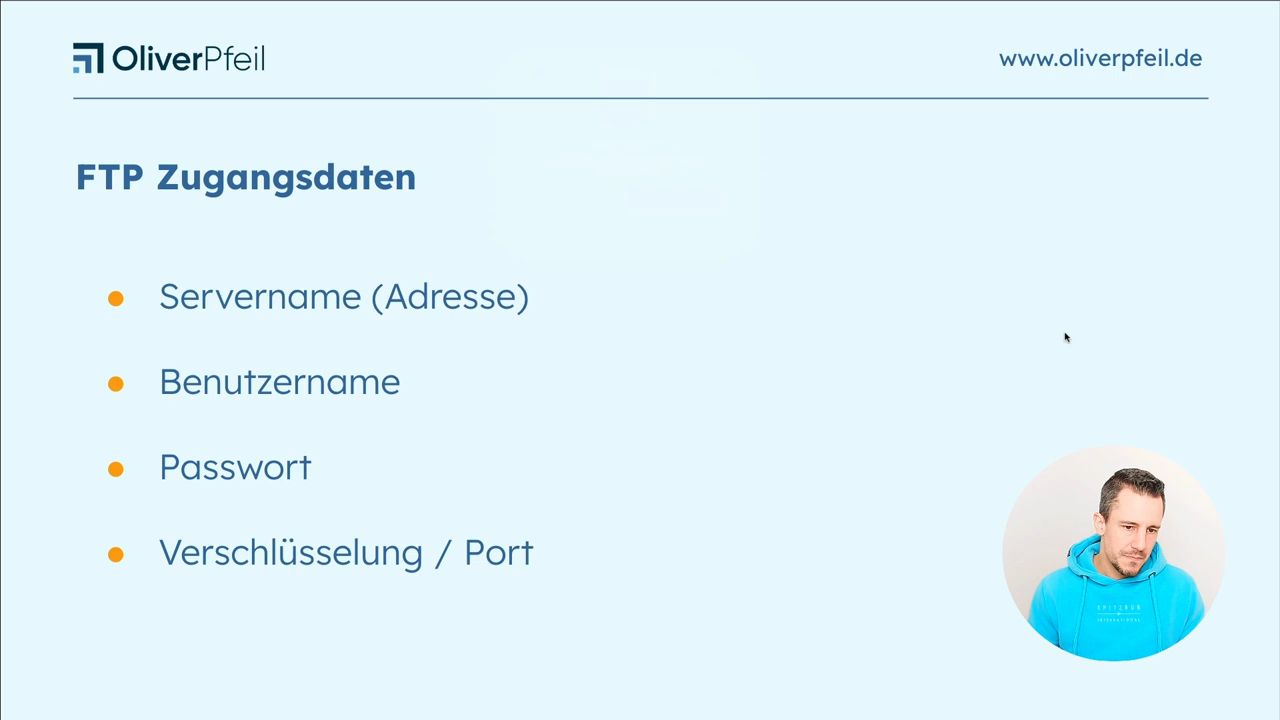 OliverPfeil
www.oliverpfeil.de
FTP Zugangsdaten
Servername (Adresse)
Benutzername
Passwort
Verschlüsselung / Port